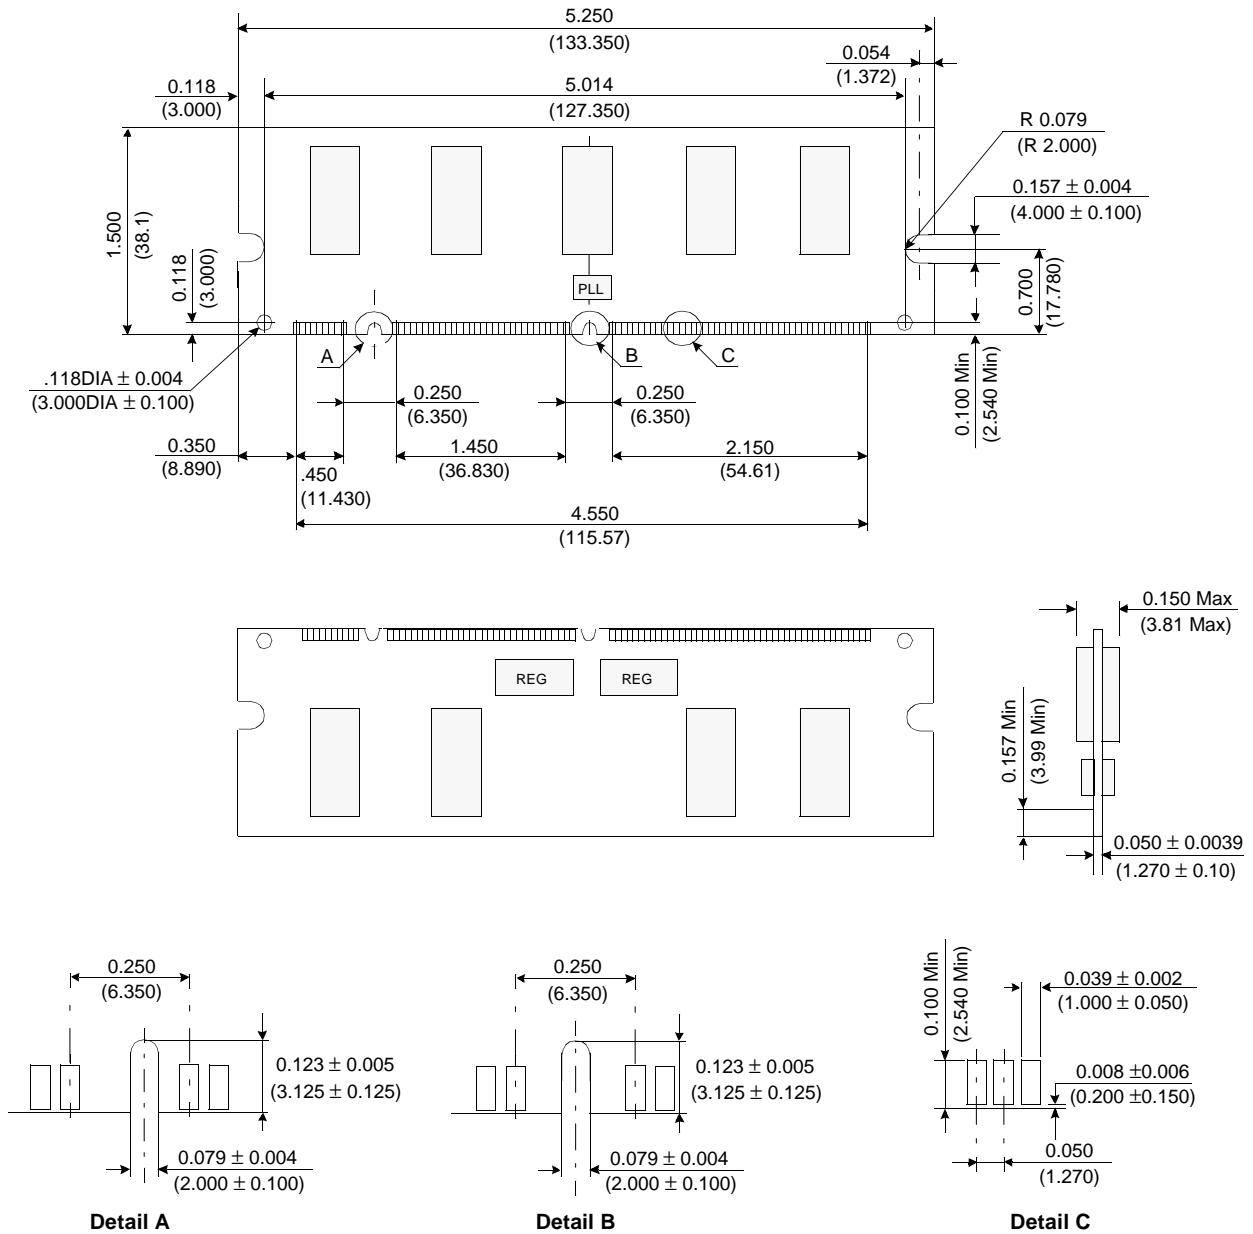 5.250
(133.350)
0.054
(1.372)
0.118
(3.000)
5.014
(127.350)
R 0.079
(R 2.000)
0.157 ± 0.004
(4.000 ± 0.100)
1.500
(38.1)
0.118
(3.000)
0.700
(17.780)
PLL
A
B
C
.118DIA ± 0.004
(3.000DIA ± 0.100)
0.250
(6.350)
0.250
(6.350)
0.100 Min
(2.540 Min)
0.350
(8.890)
.450
(11.430)
1.450
(36.830)
2.150
(54.61)
4.550
(115.57)
0.150 Max
(3.81 Max)
REG
REG
0.157 Min
(3.99 Min)
0.050 ± 0.0039
(1.270 ± 0.10)
0.250
(6.350)
0.123 ± 0.005
(3.125 ± 0.125)
0.079 ± 0.004
(2.000 ± 0.100)
Detail A
0.250
(6.350)
0.123 ± 0.005
(3.125 ± 0.125)
0.079 ± 0.004
(2.000 ± 0.100)
Detail B
0.100 Min
(2.540 Min)
0.039 ± 0.002
(1.000 ± 0.050)
0.008 ±0.006
(0.200 ±0.150)
0.050
(1.270)
Detail C